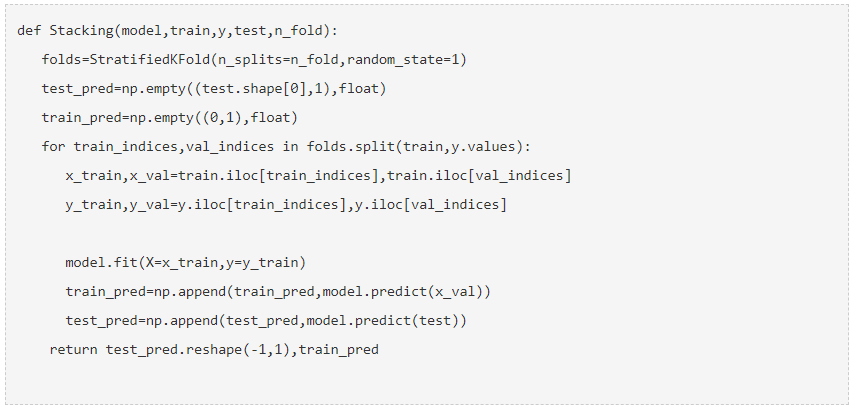 def Stacking(model,train,y,test,n_fold):
   folds=StratifiedKFold(n_splits=n_fold,random_state=1)
   test_pred=np.empty((test.shape[0],1),float)
   train_pred=np.empty((0,1),float)
   for train_indices,val_indices in folds.split(train,y.values):
      x_train,x_val=train.iloc[train_indices],train.iloc[val_indices]
      y_train,y_val=y.iloc[train_indices],y.iloc[val_indices]

      model.fit(X=x_train,y=y_train)
      train_pred=np.append(train_pred,model.predict(x_val))
      test_pred=np.append(test_pred,model.predict(test))
    return test_pred.reshape(-1,1),train_pred